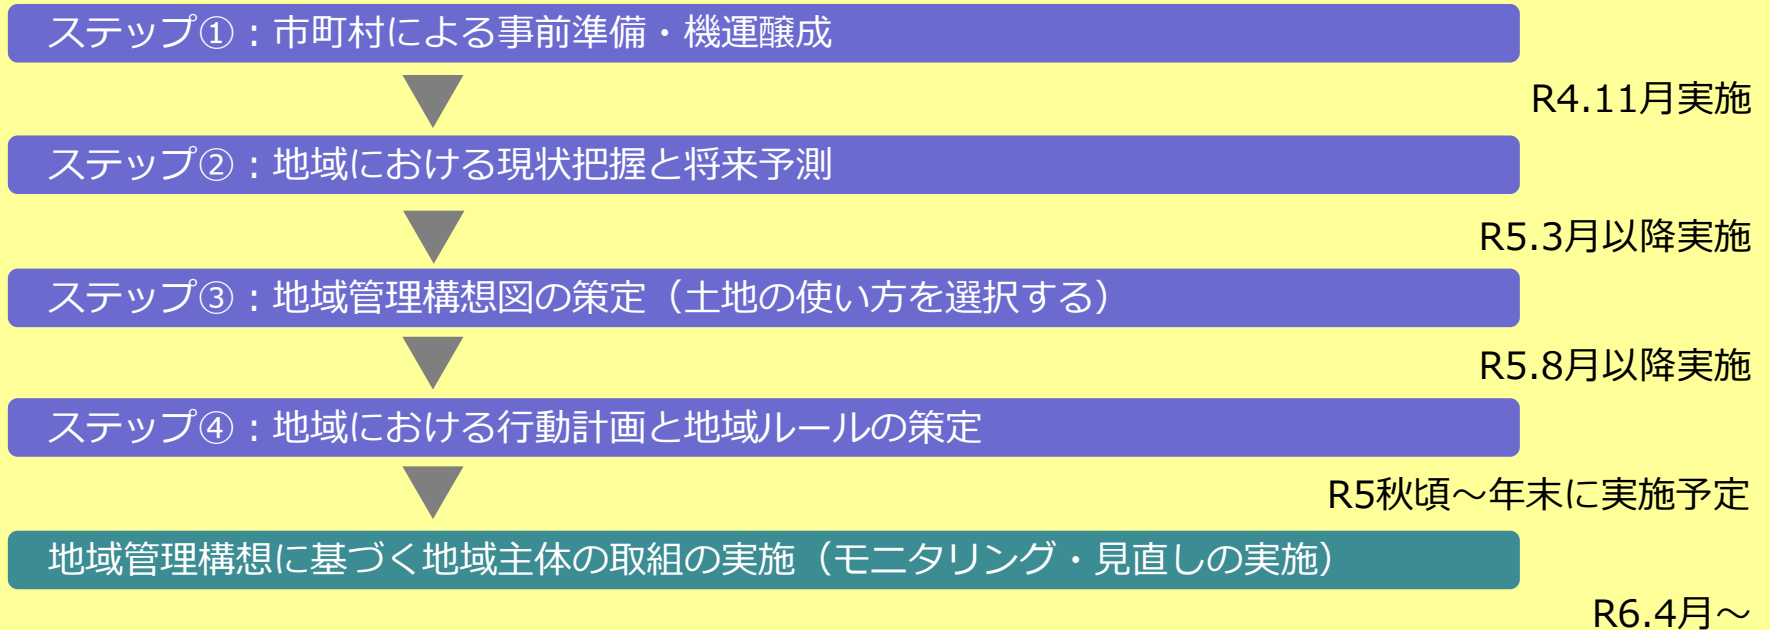 ステップ①：市町村による事前準備・機運醸成
R4.11月実施
ステップ②：地域における現状把握と将来予測
R5.3月以降実施
ステップ③：地域管理構想図の策定（土地の使い方を選択する）
R5.8月以降実施
ステップ④：地域における行動計画と地域ルールの策定
R5秋頃～年末に実施予定
地域管理構想に基づく地域主体の取組の実施（モニタリング・見直しの実施）
R6.4月～